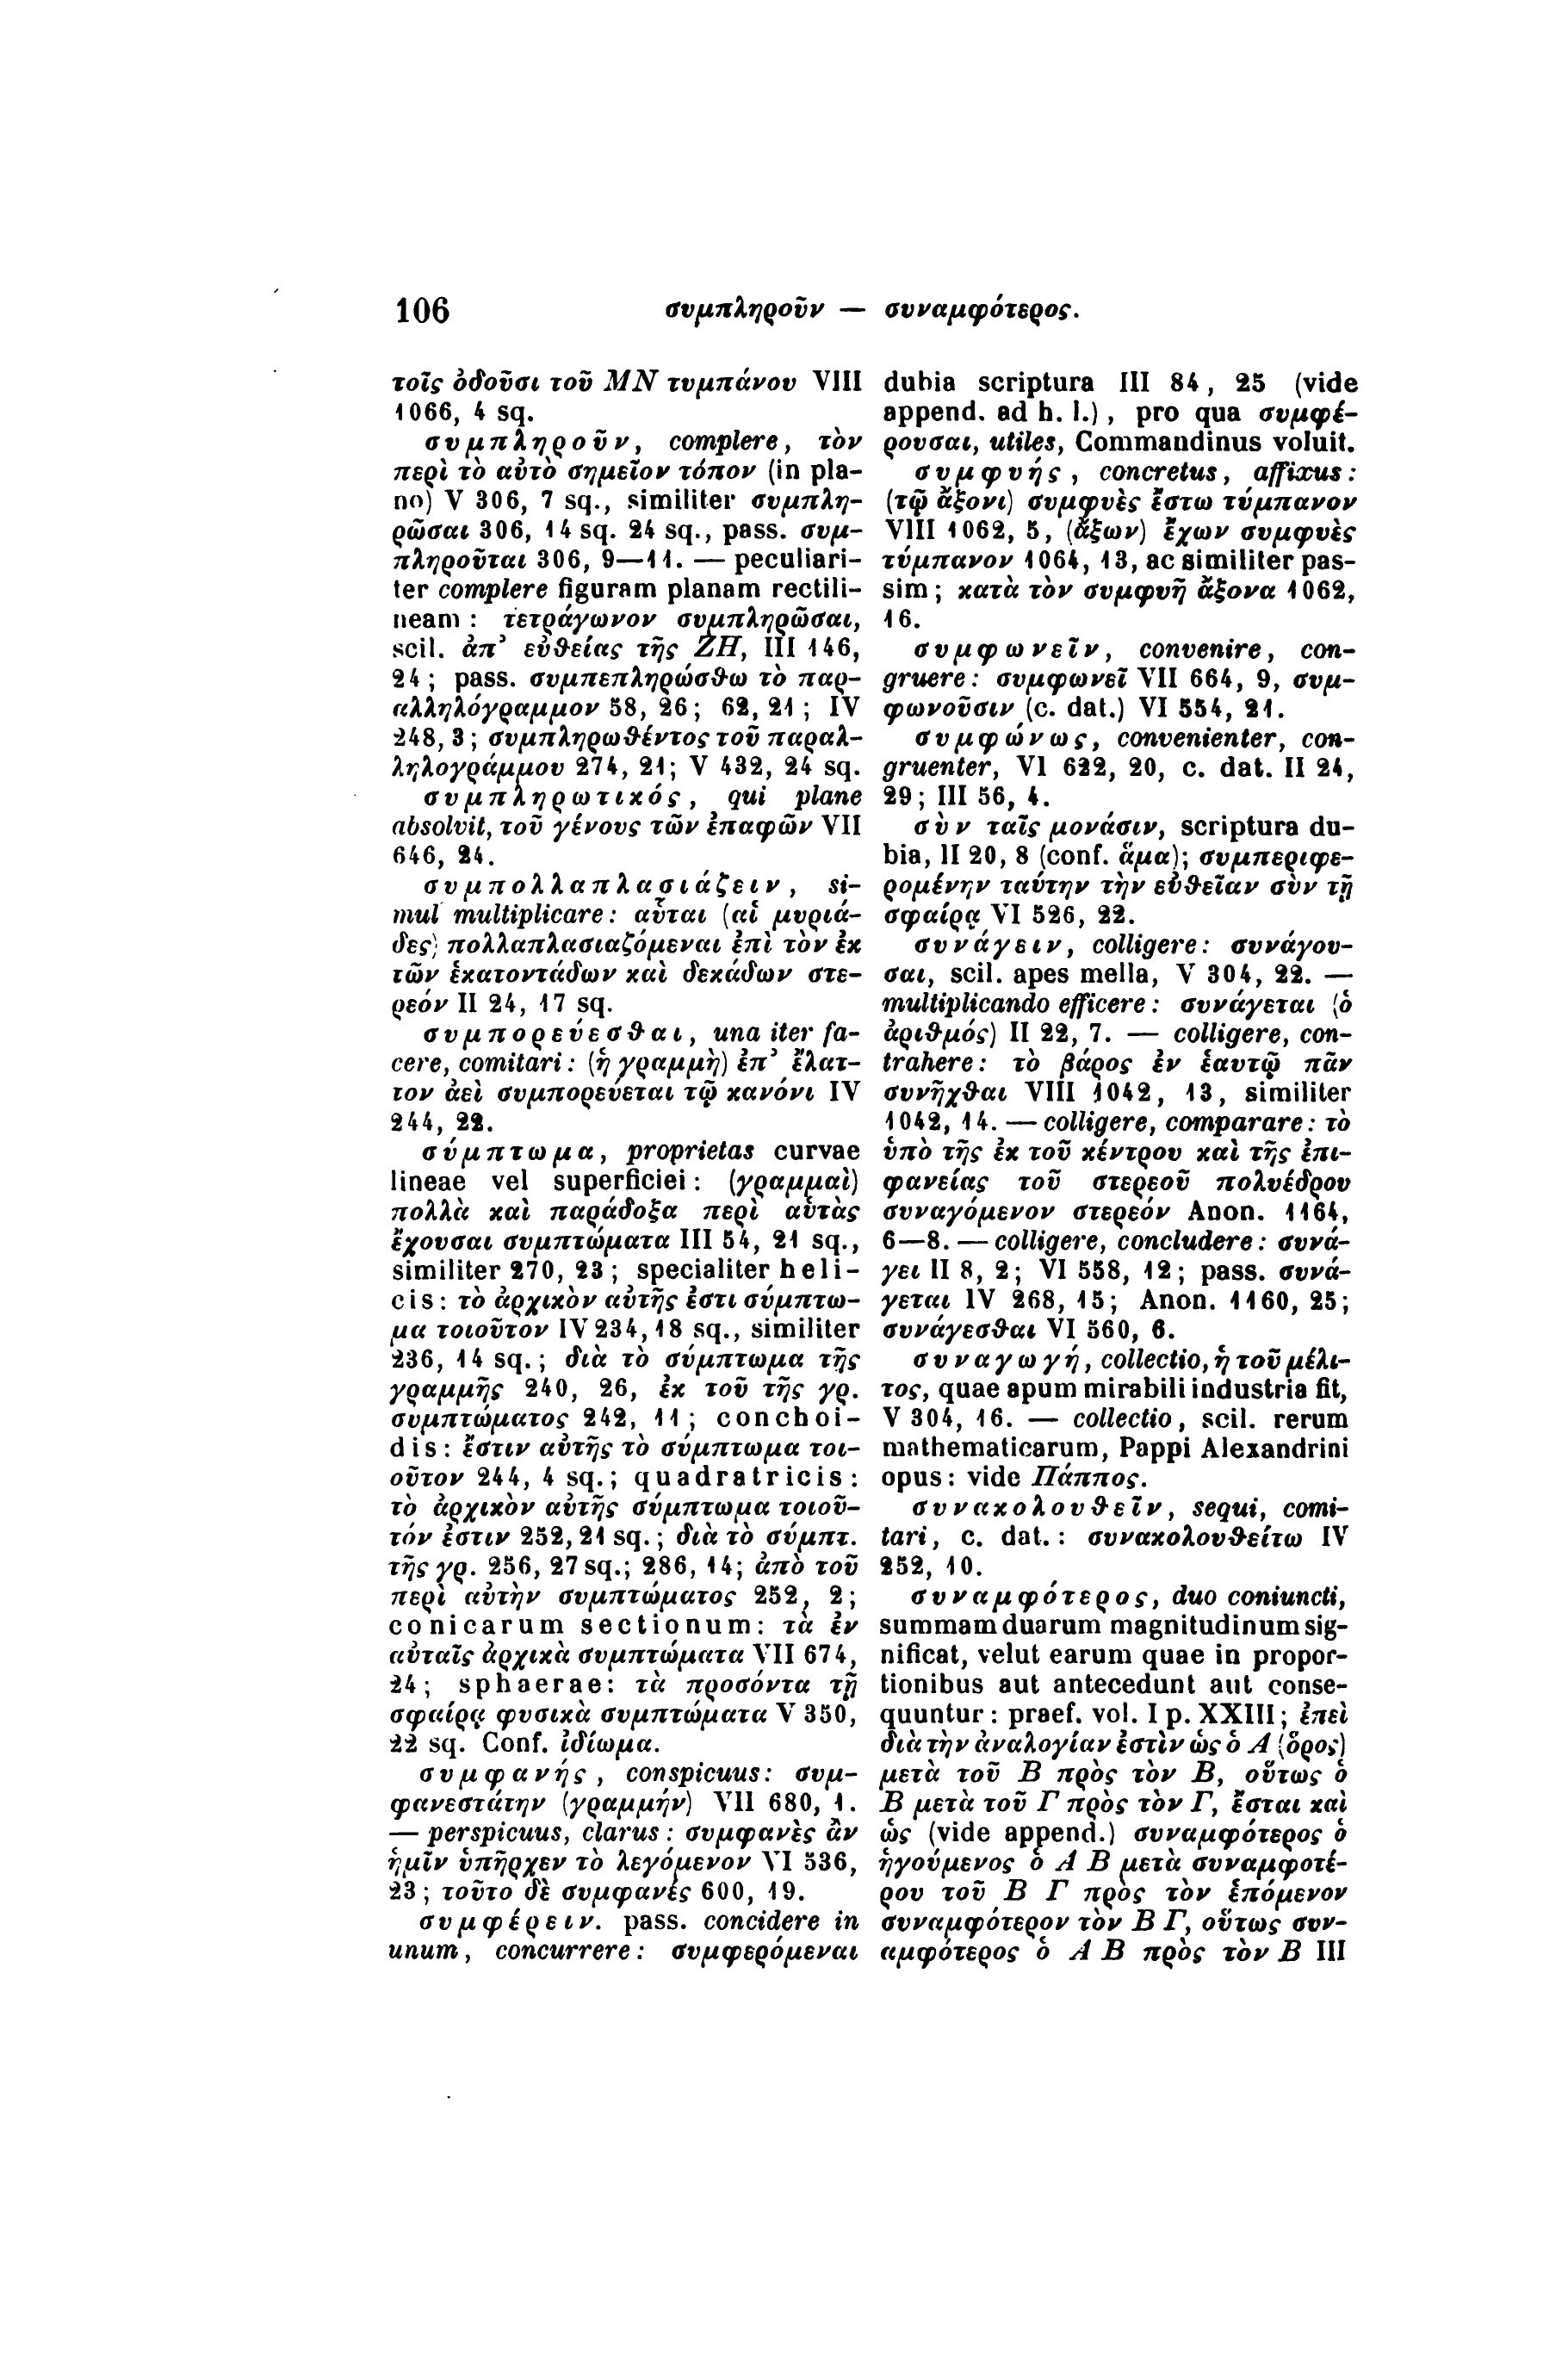 106 συμπληροῦν — συναμφότερος.
τοῖς ὀδοῦσι τοῦ ΜΝ τυμπάνου VIII
1066, 4 sq.
συμπληροῦν, complere, τὸν
περὶ τὸ αὐτὸ σημεῖον τόπον (in pla-
no) V 306, 7 sq., similiter συμπλη-
ρῶσαι 306, 14 sq. 24 sq., pass. συμ-
πληροῦται 306, 9—11. — peculiari-
ter complere figuram planam rectili-
neam : τετράγωνον συμπληρῶσαι,
scil. ἀπ’ εὐθείας τῆς ΖΗ, III 146,
24; pass. συμπεπληρώσθω τὸ παρ-
αλληλόγραμμον 58, 26; 62, 21; IV
248, 3; συμπληρωθέντος τοῦ παραλ-
ληλογράμμου 274, 21; V 432, 24 sq.
συμπληρωτικός, qui plane
absolvit, τοῦ γένους τῶν ἐπαφῶν VII
646, 24.
συμπολλαπλασιάζειν, si-
mul multiplicare: αὗται (αἱ μυριά-
δες) πολλαπλασιαζόμεναι ἐπὶ τὸν ἐκ
τῶν ἑκατοντάδων καὶ δεκάδων στε-
ρεόν II 24, 17 sq.
συμπορεύεσθαι, una iter fa-
cere, comitari: (ἡ γραμμὴ) ἐπ’ ἔλατ-
τον ἀεὶ συμπορεύεται τῷ κανόνι IV
244, 22.
σύμπτωμα, proprietas curvae
lineae vel superficiei: (γραμμαὶ)
πολλὰ καὶ παράδοξα περὶ αὑτὰς
ἔχουσαι συμπτώματα III 54, 21 sq.,
similiter 270, 23; specialiter heli-
cis: τὸ ἀρχικὸν αὐτῆς ἐστι σύμπτω-
μα τοιοῦτον IV 234, 18 sq., similiter
236, 14 sq.; διὰ τὸ σύμπτωμα τῆς
γραμμῆς 240, 26, ἐκ τοῦ τῆς γρ.
συμπτώματος 242, 11; conchoi-
dis: ἔστιν αὐτῆς τὸ σύμπτωμα τοι-
οῦτον 244, 4 sq.; quadratricis:
τὸ ἀρχικὸν αὐτῆς σύμπτωμα τοιοῦ-
τόν ἐστιν 252, 21 sq.; διὰ τὸ σύμπτ.
τῆς γρ. 256, 27 sq.; 286, 14; ἀπὸ τοῦ
περὶ αὐτὴν συμπτώματος 252, 2;
conicarum sectionum: τὰ ἐν
αὐταῖς ἀρχικὰ συμπτώματα VII 674,
24; sphaerae: τὰ προσόντα τῇ
σφαίρᾳ φυσικὰ συμπτώματα V 350,
22 sq. Conf. ἰδίωμα.
συμφανής, conspicuus: συμ-
φανεστάτην (γραμμήν) VII 680, 1.
— perspicuus, clarus: συμφανὲς ἂν
ἡμῖν ὑπῆρχεν τὸ λεγόμενον VI 536,
23; τοῦτο δὲ συμφανὲς 600, 19.
συμφέρειν. pass. concidere in
unum, concurrere: συμφερόμεναι
dubia scriptura III 84, 25 (vide
append. ad h. l.), pro qua συμφέ-
ρουσαι, utiles, Commandinus voluit.
συμφυής, concretus, affixus:
(τῷ ἄξονι) συμφυὲς ἔστω τύμπανον
VIII 1062, 5, (ἄξων) ἔχων συμφυὲς
τύμπανον 1064, 13, ac similiter pas-
sim; κατὰ τὸν συμφυῆ ἄξονα 1062,
16.
συμφωνεῖν, convenire, con-
gruere: συμφωνεῖ VII 664, 9, συμ-
φωνοῦσιν (c. dat.) VI 554, 21.
συμφώνως, convenienter, con-
gruenter, VI 622, 20, c. dat. II 24,
29; III 56, 4.
σὺν ταῖς μονάσιν, scriptura du-
bia, II 20, 8 (conf. ἅμα); συμπεριφε-
ρομένην ταύτην τὴν εὐθεῖαν σὺν τῇ
σφαίρᾳ VI 526, 22.
συνάγειν, colligere: συνάγου-
σαι, scil. apes mella, V 304, 22. —
multiplicando efficere: συνάγεται (ὁ
ἀριθμός) II 22, 7. — colligere, con-
trahere: τὸ βάρος ἐν ἑαυτῷ πᾶν
συνῆχθαι VIII 1042, 13, similiter
1042, 14. — colligere, comparare: τὸ
ὑπὸ τῆς ἐκ τοῦ κέντρου καὶ τῆς ἐπι-
φανείας τοῦ στερεοῦ πολυέδρου
συναγόμενον στερεόν Anon. 1164,
6—8. — colligere, concludere: συνά-
γει II 8, 2; VI 558, 12; pass. συνά-
γεται IV 268, 15; Anon. 1160, 25;
συνάγεσθαι VI 560, 6.
συναγωγή, collectio, ἡ τοῦ μέλι-
τος, quae apum mirabili industria fit,
V 304, 16. — collectio, scil. rerum
mathematicarum, Pappi Alexandrini
opus: vide Πάππος.
συνακολουθεῖν, sequi, comi-
tari, c. dat.: συνακολουθείτω IV
252, 10.
συναμφότερος, duo coniuncti,
summam duarum magnitudinum sig-
nificat, velut earum quae in propor-
tionibus aut antecedunt aut conse-
quuntur: praef. vol. I p. XXIII; ἐπεὶ
διὰ τὴν ἀναλογίαν ἐστὶν ὡς ὁ Α (ὅρος)
μετὰ τοῦ Β πρὸς τὸν Β, οὕτως ὁ
Β μετὰ τοῦ Γ πρὸς τὸν Γ, ἔσται καὶ
ὡς (vide append.) συναμφότερος ὁ
ἡγούμενος ὁ Α Β μετὰ συναμφοτέ-
ρου τοῦ Β Γ πρὸς τὸν ἑπόμενον
συναμφότερον τὸν Β Γ, οὕτως συν-
αμφότερος ὁ Α Β πρὸς τὸν Β III